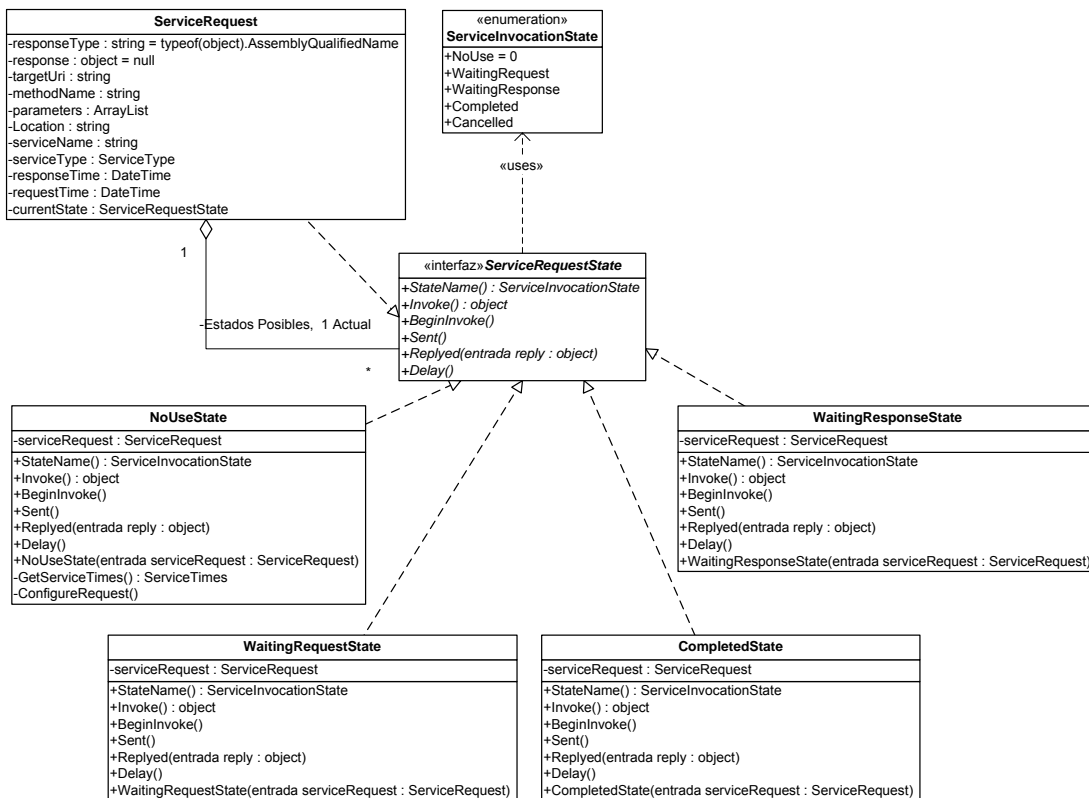 ServiceRequest
-responseType : string = typeof(object).AssemblyQualifiedName
-response : object = null
-targetUri : string
-methodName : string
-parameters : ArrayList
-Location : string
-serviceName : string
-serviceType : ServiceType
-responseTime : DateTime
-requestTime : DateTime
-currentState : ServiceRequestState
«enumeration»
ServiceInvocationState
+NoUse = 0
+WaitingRequest
+WaitingResponse
+Completed
+Cancelled
«uses»
1
-Estados Posibles, 1 Actual
*
«interfaz»ServiceRequestState
+StateName() : ServiceInvocationState
+Invoke() : object
+BeginInvoke()
+Sent()
+Replyed(entrada reply : object)
+Delay()
NoUseState
-serviceRequest : ServiceRequest
+StateName() : ServiceInvocationState
+Invoke() : object
+BeginInvoke()
+Sent()
+Replyed(entrada reply : object)
+Delay()
+NoUseState(entrada serviceRequest : ServiceRequest)
-GetServiceTimes() : ServiceTimes
-ConfigureRequest()
WaitingResponseState
-serviceRequest : ServiceRequest
+StateName() : ServiceInvocationState
+Invoke() : object
+BeginInvoke()
+Sent()
+Replyed(entrada reply : object)
+Delay()
+WaitingResponseState(entrada serviceRequest : ServiceRequest)
WaitingRequestState
-serviceRequest : ServiceRequest
+StateName() : ServiceInvocationState
+Invoke() : object
+BeginInvoke()
+Sent()
+Replyed(entrada reply : object)
+Delay()
+WaitingRequestState(entrada serviceRequest : ServiceRequest)
CompletedState
-serviceRequest : ServiceRequest
+StateName() : ServiceInvocationState
+Invoke() : object
+BeginInvoke()
+Sent()
+Replyed(entrada reply : object)
+Delay()
+CompletedState(entrada serviceRequest : ServiceRequest)